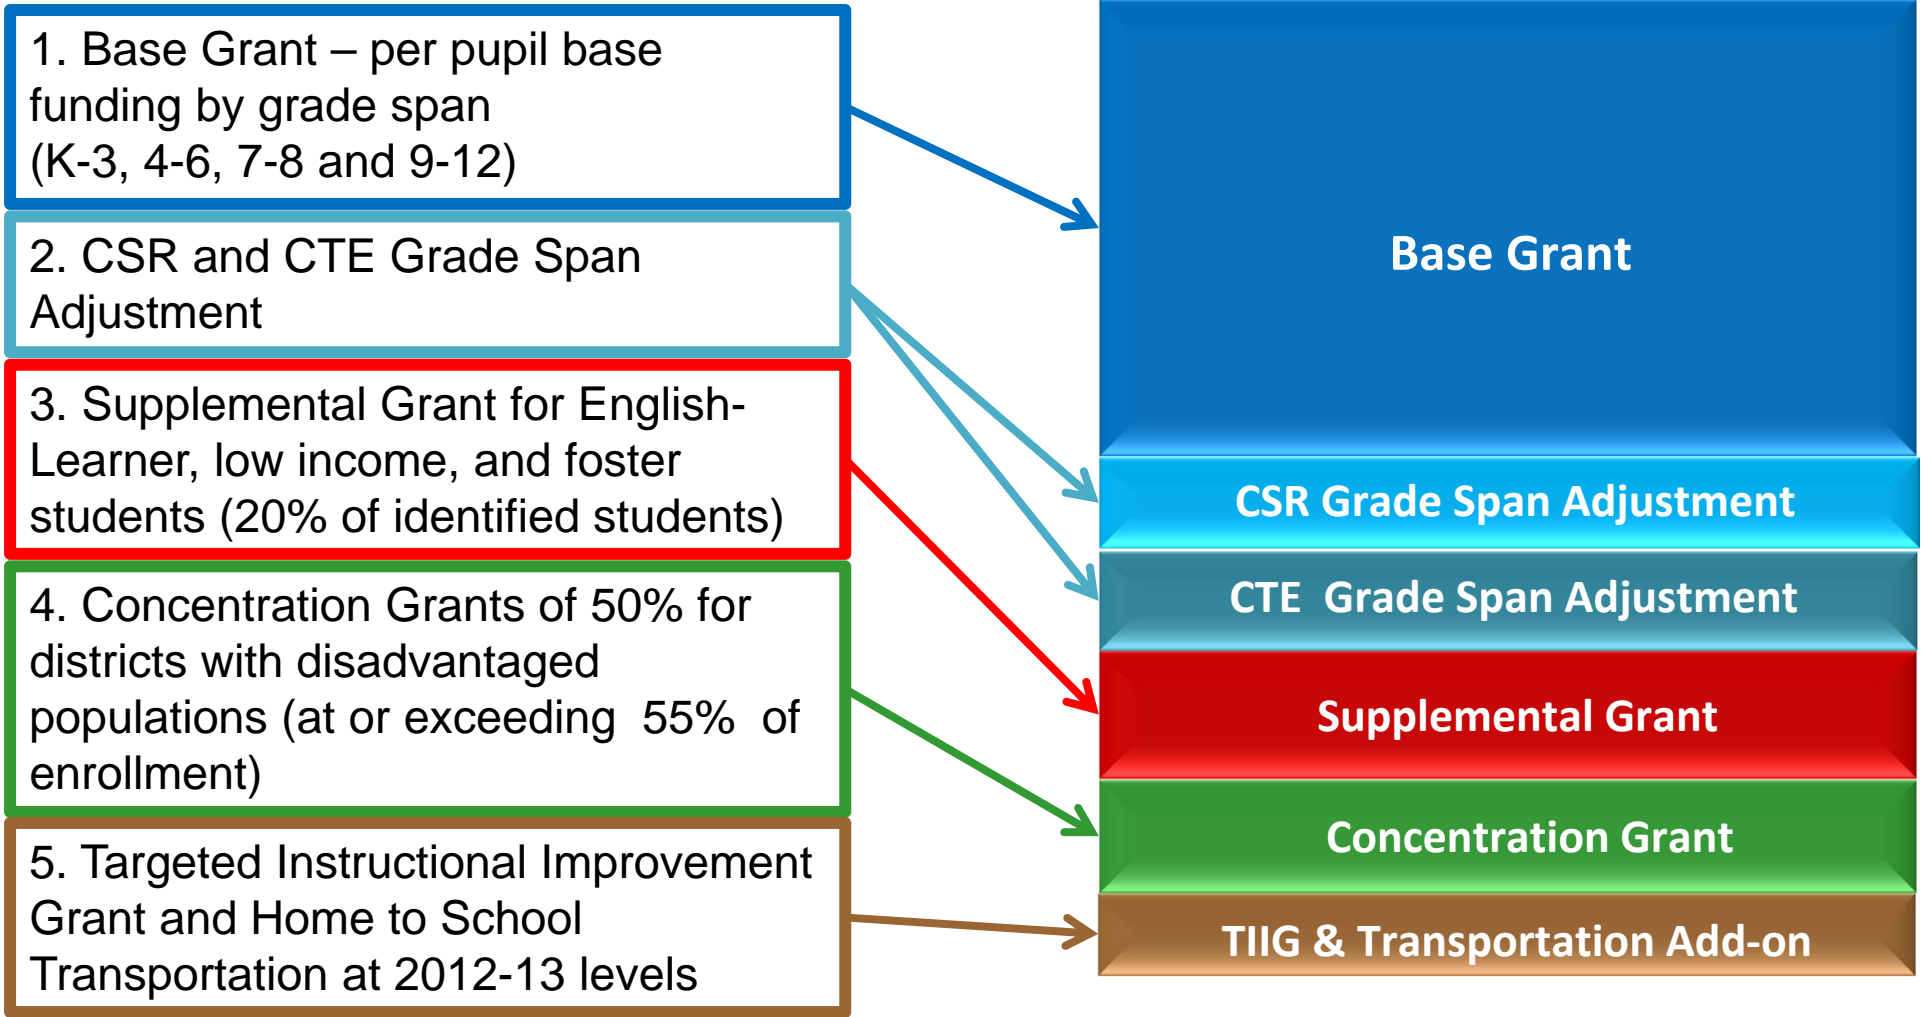 1. Base Grant – per pupil base
funding by grade span
(K-3, 4-6, 7-8 and 9-12)
2. CSR and CTE Grade Span
Adjustment
3. Supplemental Grant for English-
Learner, low income, and foster
students (20% of identified students)
4. Concentration Grants of 50% for
districts with disadvantaged
populations (at or exceeding 55% of
enrollment)
5. Targeted Instructional Improvement
Grant and Home to School
Transportation at 2012-13 levels
Base Grant
CSR Grade Span Adjustment
CTE Grade Span Adjustment
Supplemental Grant
Concentration Grant
TIIG & Transportation Add-on